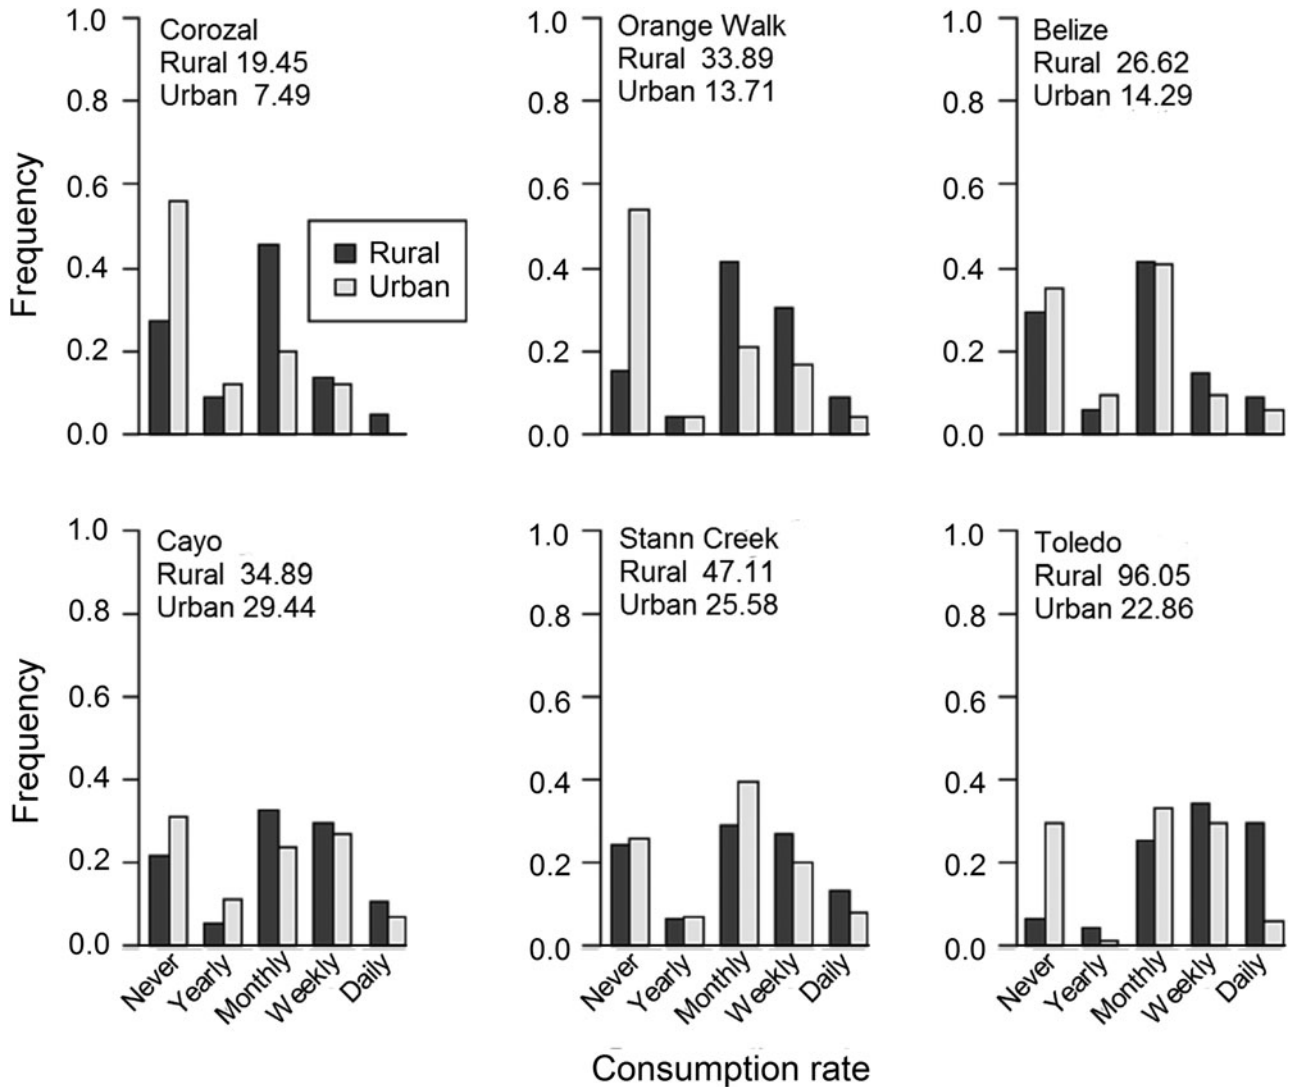 Corozal
Rural 19.45
Urban 7.49
1.0
0.8
0.6
0.4
0.2
0.0
Frequency
Rural
Urban
Orange Walk
Rural 33.89
Urban 13.71
1.0
0.8
0.6
0.4
0.2
0.0
Belize
Rural 26.62
Urban 14.29
1.0
0.8
0.6
0.4
0.2
0.0
Cayo
Rural 34.89
Urban 29.44
1.0
0.8
0.6
0.4
0.2
0.0
Frequency
Never
Yearly
Monthly
Weekly
Daily
Stann Creek
Rural 47.11
Urban 25.58
1.0
0.8
0.6
0.4
0.2
0.0
Never
Yearly
Monthly
Weekly
Daily
Toledo
Rural 96.05
Urban 22.86
1.0
0.8
0.6
0.4
0.2
0.0
Never
Yearly
Monthly
Weekly
Daily
Consumption rate